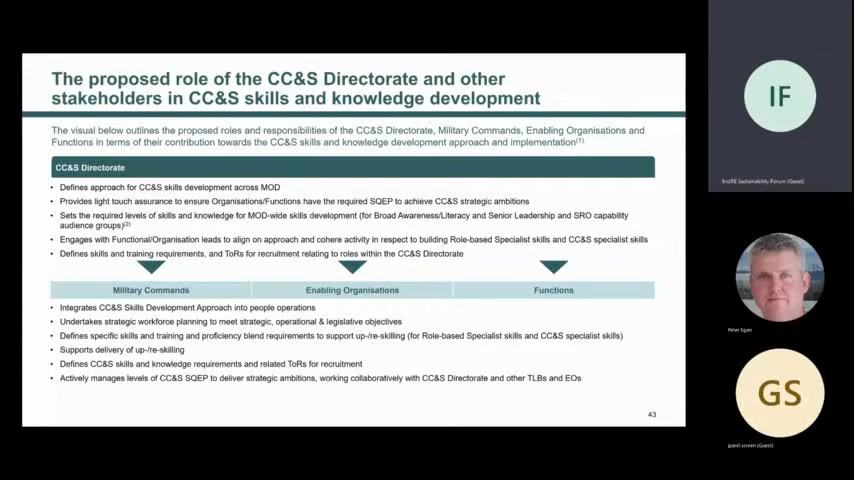 The proposed role of the CC&S Directorate and other
stakeholders in CC&S skills and knowledge development
The visual below outlines the proposed roles and responsibilities of the CC&S Directorate, Military Commands, Enabling Organisations and
Functions in terms of their contribution towards the CC&S skills and knowledge development approach and implementation(1)
CC&S Directorate
• Defines approach for CC&S skills development across MOD
• Provides light touch assurance to ensure Organisations/Functions have the required SQEP to achieve CC&S strategic ambitions
• Sets the required levels of skills and knowledge for MOD-wide skills development (for Broad Awareness/Literacy and Senior Leadership and SRO capability
audience groups)(2)
• Engages with Functional/Organisation leads to align on approach and cohere activity in respect to building Role-based Specialist skills and CC&S specialist skills
• Defines skills and training requirements, and ToRs for recruitment relating to roles within the CC&S Directorate
Military Commands
Enabling Organisations
Functions
• Integrates CC&S Skills Development Approach into people operations
• Undertakes strategic workforce planning to meet strategic, operational & legislative objectives
• Defines specific skills and training and proficiency blend requirements to support up-/re-skilling (for Role-based Specialist skills and CC&S specialist skills)
• Supports delivery of up-/re-skilling
• Defines CC&S skills and knowledge requirements and related ToRs for recruitment
• Actively manages levels of CC&S SQEP to deliver strategic ambitions, working collaboratively with CC&S Directorate and other TLBs and EOs
43
IF
InstRE Sustainability Forum (Guest)
Peter Egan
GS
guest screen (Guest)